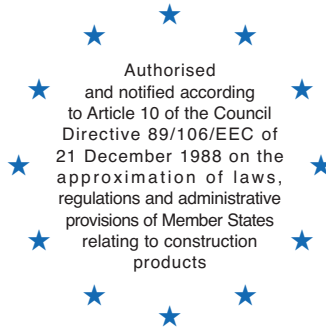 Authorised
and notified according
to Article 10 of the Council
Directive 89/106/EEC of
21 December 1988 on the
approximation of laws,
regulations and administrative
provisions of Member States
relating to construction
products